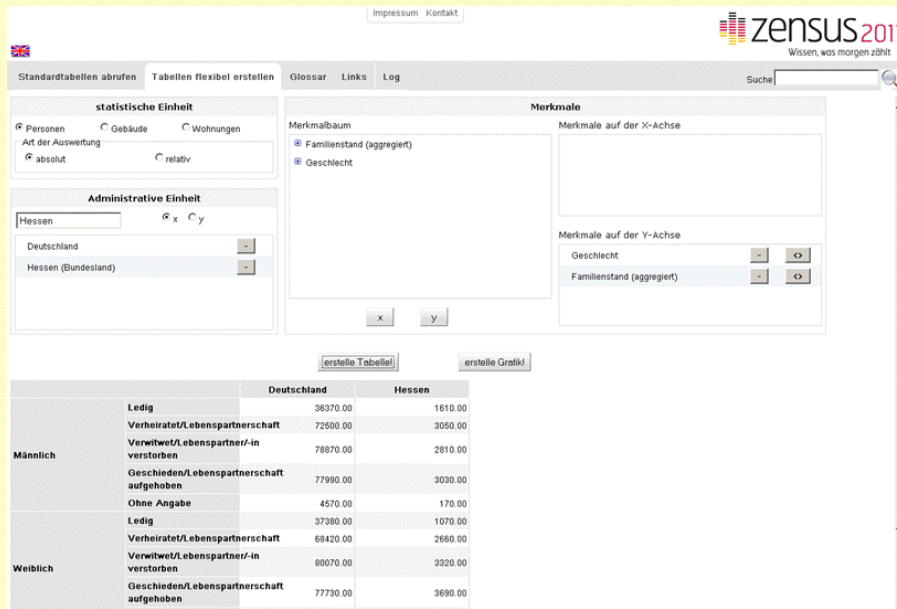 Impressum Kontakt
zensus 2011
Wissen, was morgen zählt
Standardtabellen abrufen Tabellen flexibel erstellen Glossar Links Log
Suche
statistische Einheit
Personen Gebäude Wohnungen
Art der Auswertung
absolut relativ
Administrative Einheit
Hessen x y
Deutschland -
Hessen (Bundesland) -
Merkmale
Merkmalbaum
Familienstand (aggregiert)
Geschlecht
x y
Merkmale auf der X-Achse
Merkmale auf der Y-Achse
Geschlecht - <>
Familienstand (aggregiert) - <>
erstelle Tabelle! erstelle Grafik!
Deutschland Hessen
Männlich
Ledig 36370.00 1610.00
Verheiratet/Lebenspartnerschaft 72500.00 3050.00
Verwitwet/Lebenspartner/-in
verstorben 78870.00 2810.00
Geschieden/Lebenspartnerschaft
aufgehoben 77990.00 3030.00
Ohne Angabe 4570.00 170.00
Weiblich
Ledig 37380.00 1070.00
Verheiratet/Lebenspartnerschaft 68420.00 2660.00
Verwitwet/Lebenspartner/-in
verstorben 80070.00 3320.00
Geschieden/Lebenspartnerschaft
aufgehoben 77730.00 3690.00